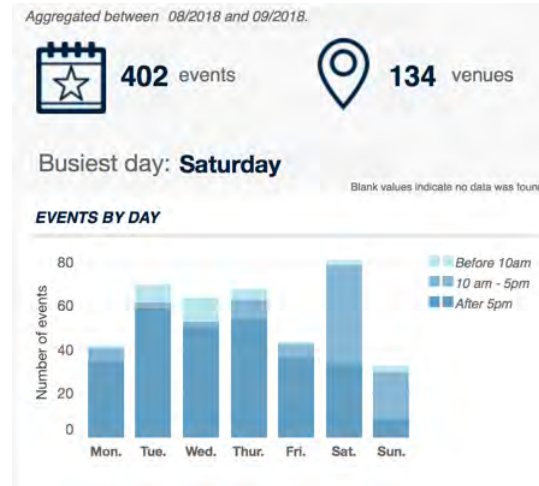 Aggregated between 08/2018 and 09/2018.
402 events
134 venues
Busiest day: Saturday
Blank values indicate no data was foun
EVENTS BY DAY
Number of events
80
60
40
20
0
Before 10am
10 am - 5pm
After 5pm
Mon. Tue. Wed. Thur. Fri. Sat. Sun.